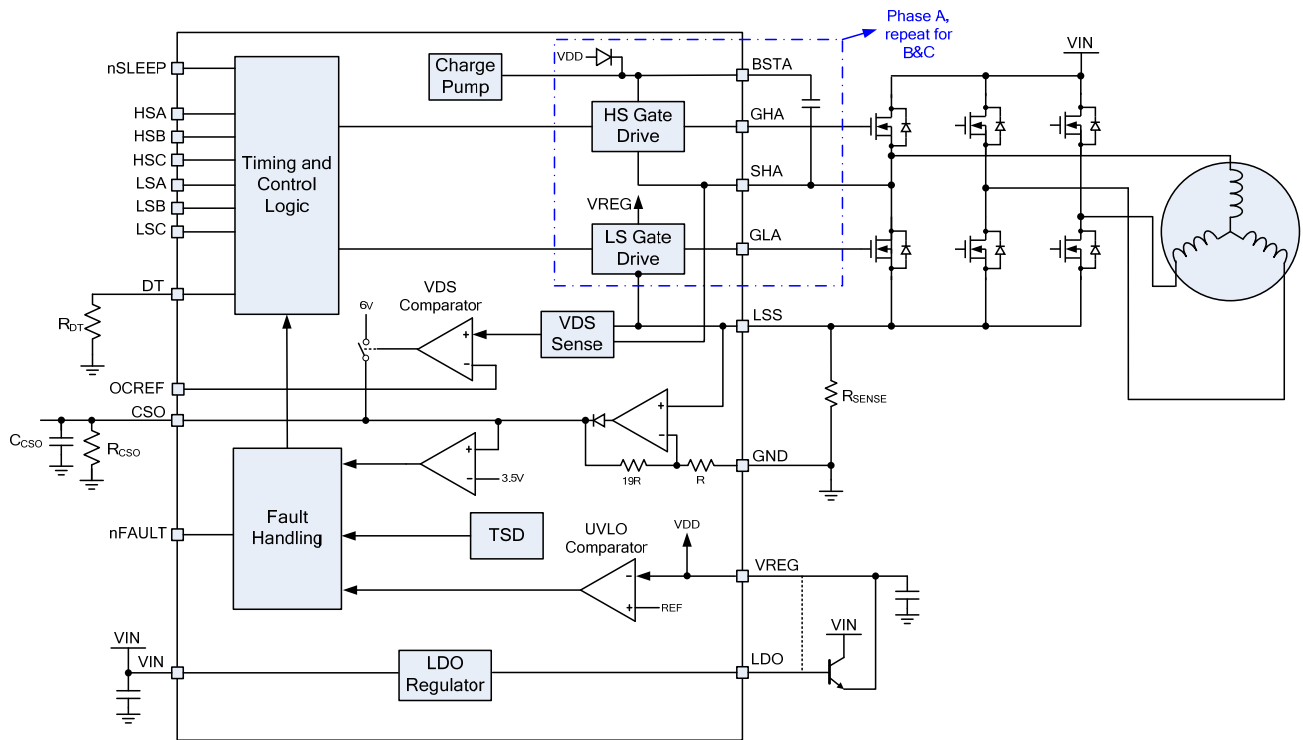 Phase A,
repeat for
B&C
VIN
nSLEEP
HSA
HSB
HSC
LSA
LSB
LSC
DT
RDT
OCREF
CSO
CCSO
RCSO
nFAULT
VIN
VIN
Timing and
Control
Logic
Charge
Pump
VDD
HS Gate
Drive
VREG
LS Gate
Drive
BSTA
GHA
SHA
GLA
LSS
VDS
Comparator
6V
+
−
VDS
Sense
RSENSE
+
−
19R
R
GND
+
−
3.5V
Fault
Handling
TSD
UVLO
Comparator
VDD
−
+
REF
VREG
VIN
LDO
Regulator
LDO